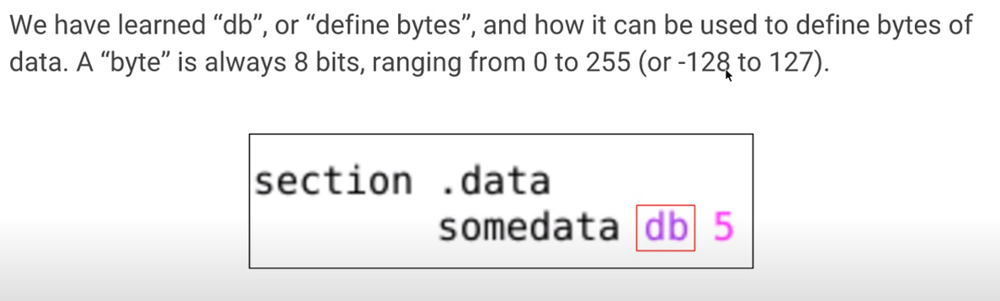 We have learned “db”, or “define bytes”, and how it can be used to define bytes of
data. A “byte” is always 8 bits, ranging from 0 to 255 (or -128 to 127).
section .data
somedata db 5